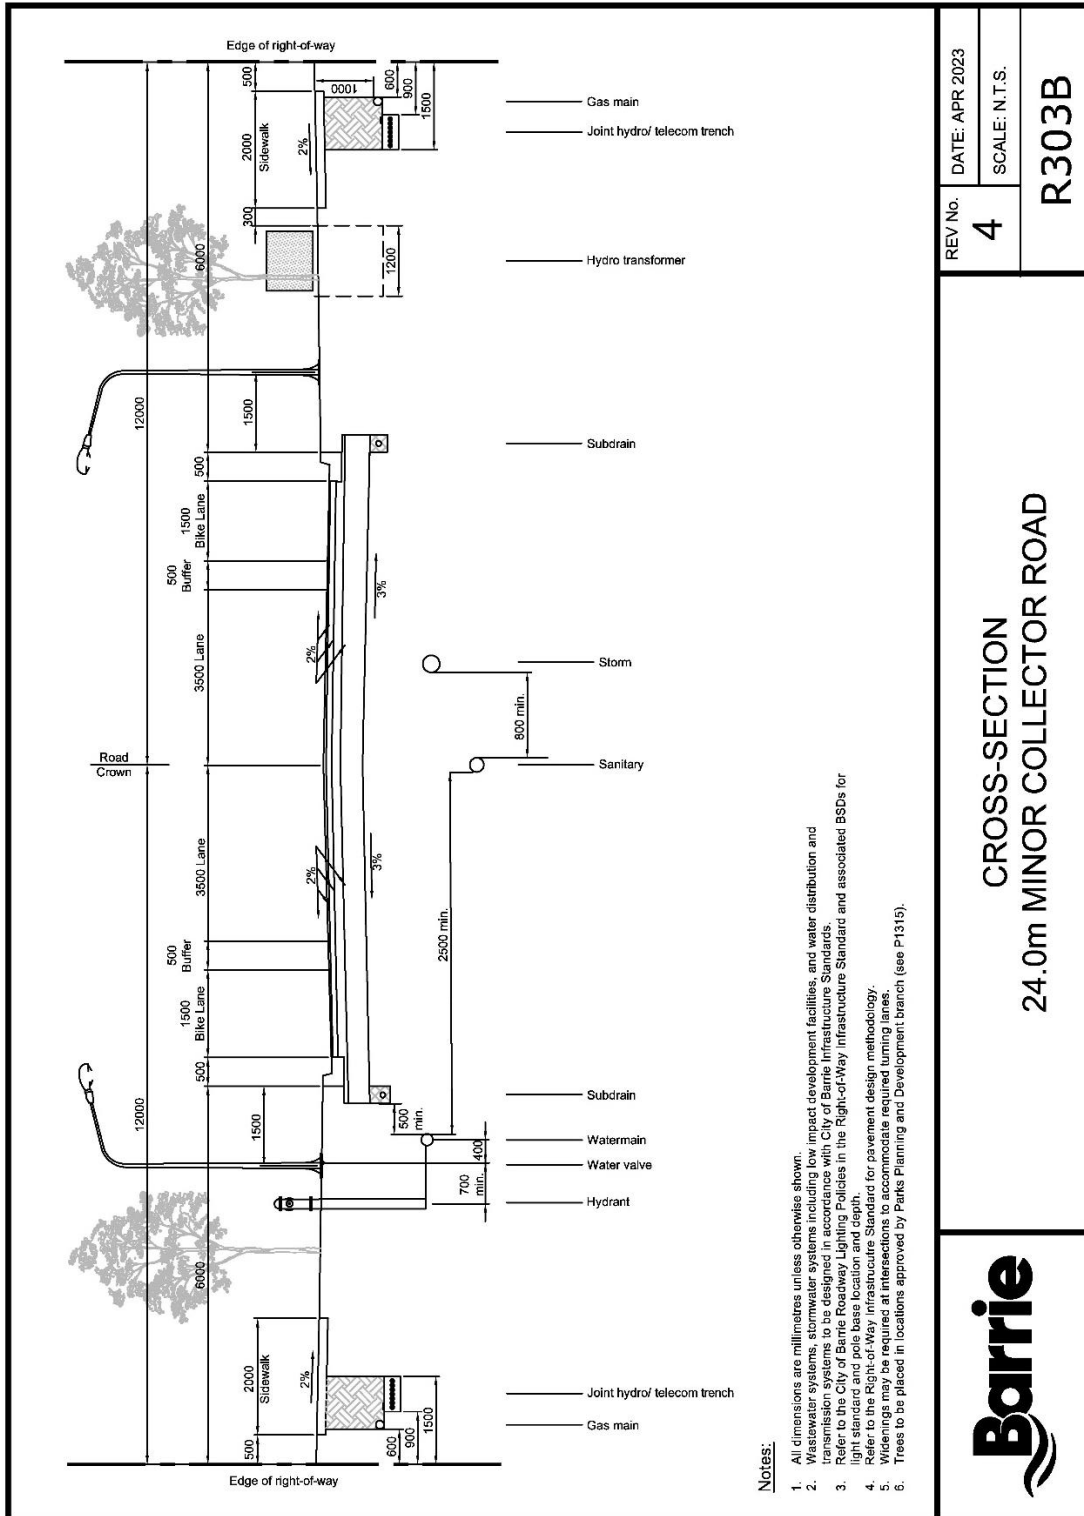 Edge of right-of-way
12000
6000
500
2000
Sidewalk
2%
1000
600
900
1500
Gas main
Joint hydro/ telecom trench
300
1200
Hydro transformer
1500
Subdrain
500
1500
Bike Lane
500
Buffer
3500 Lane
2%
3%
Storm
800 min.
Road
Crown
Sanitary
3500 Lane
2%
3%
2500 min.
500
Buffer
1500
Bike Lane
500
12000
1500
500
min.
Subdrain
Watermain
400
Water valve
700
min.
Hydrant
6000
2000
Sidewalk
2%
500
600
900
1500
Joint hydro/ telecom trench
Gas main
Edge of right-of-way
Notes:
1. All dimensions are millimetres unless otherwise shown.
2. Wastewater systems, stormwater systems including low impact development facilities, and water distribution and
transmission systems to be designed in accordance with City of Barrie Infrastructure Standards.
3. Refer to the City of Barrie Roadway Lighting Policies in the Right-of-Way Infrastructure Standard and associated BSDs for
light standard and pole base location and depth.
4. Refer to the Right-of-Way Infrastrucutre Standard for pavement design methodology.
5. Widenings may be required at intersections to accommodate required turning lanes.
6. Trees to be placed in locations approved by Parks Planning and Development branch (see P1315).
Barrie
CROSS-SECTION
24.0m MINOR COLLECTOR ROAD
REV No.
4
DATE: APR 2023
SCALE: N.T.S.
R303B